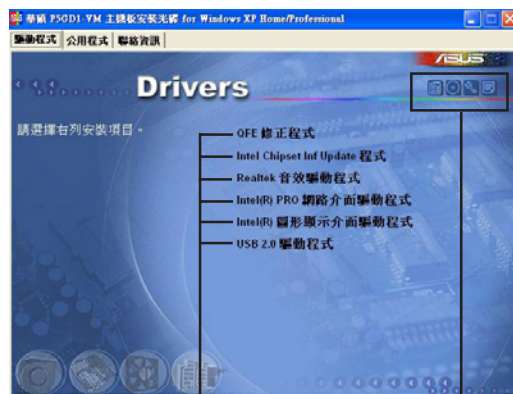 華碩 P5GD1-VM 主機板安裝光碟 for Windows XP Home/Professional
驅動程式 公用程式 聯絡資訊
ASUS
Drivers
請選擇右列安裝項目。
QFE 修正程式
Intel Chipset Inf Update 程式
Realtek 音效驅動程式
Intel(R) PRO 網路介面驅動程式
Intel(R) 圖形顯示介面驅動程式
USB 2.0 驅動程式